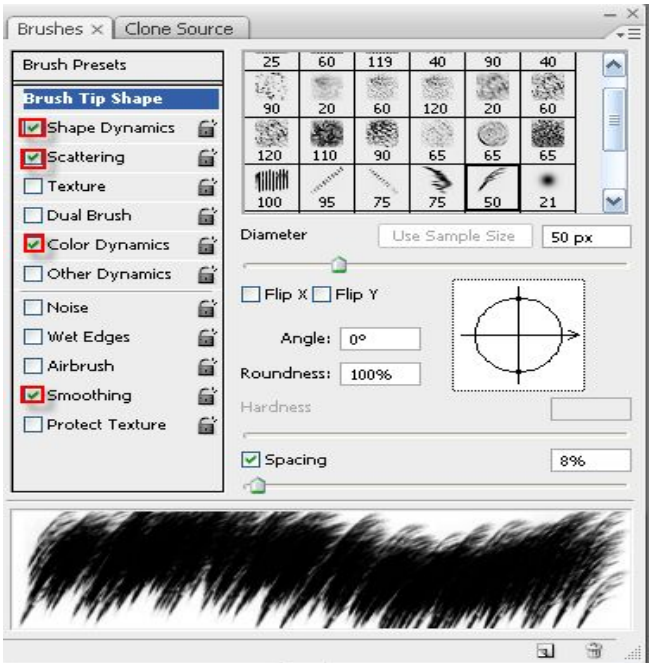 Brushes × Clone Source
Brush Presets
Brush Tip Shape
Shape Dynamics
Scattering
Texture
Dual Brush
Color Dynamics
Other Dynamics
Noise
Wet Edges
Airbrush
Smoothing
Protect Texture
25 60 119 40 90 40
90 20 60 120 20 60
120 110 90 65 65 65
100 95 75 75 50 21
Diameter Use Sample Size 50 px
Flip X Flip Y
Angle: 0°
Roundness: 100%
Hardness
Spacing 8%